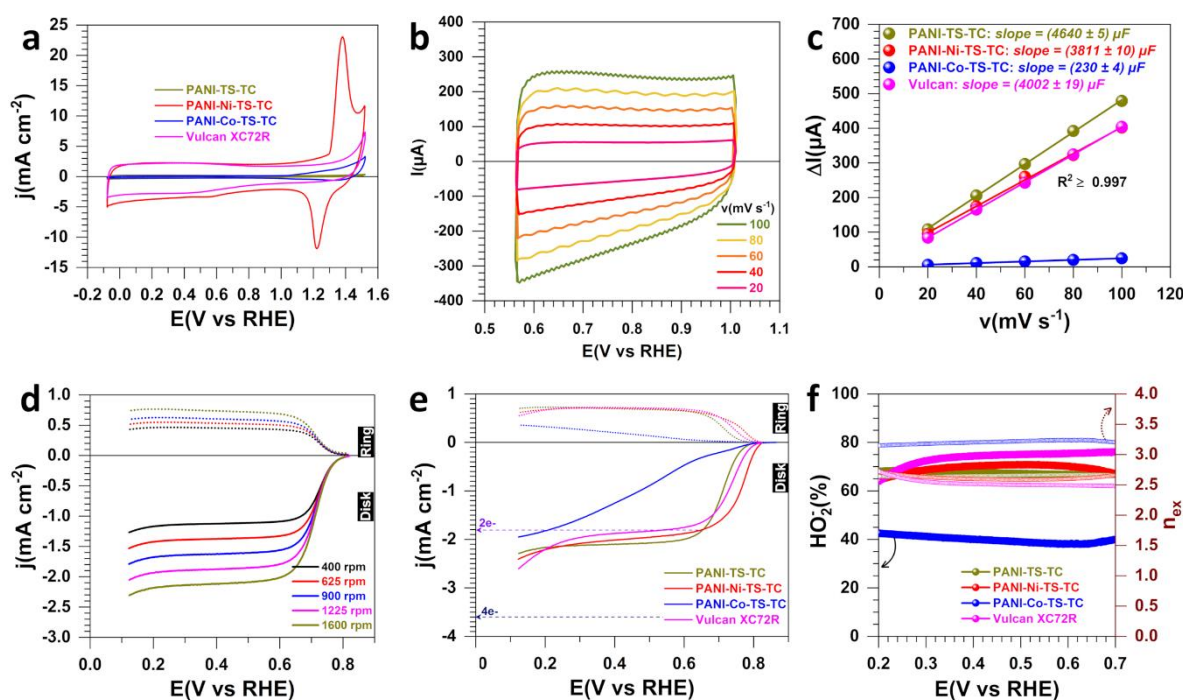 a
j(mA cm-2)
25
20
15
10
5
0
-5
-10
-15
PANI-TS-TC
PANI-Ni-TS-TC
PANI-Co-TS-TC
Vulcan XC72R
0.0 0.2 0.4 0.6 0.8 1.0 1.2 1.4 1.6
E(V vs RHE)
b
I(μA)
400
300
200
100
0
-100
-200
-300
-400
v(mV s-1)
100
80
60
40
20
0.5 0.6 0.7 0.8 0.9 1.0 1.1
E(V vs RHE)
c
ΔI(μA)
700
600
500
400
300
200
100
0
PANI-TS-TC: slope = (4640 ± 5) μF
PANI-Ni-TS-TC: slope = (3811 ± 10) μF
PANI-Co-TS-TC: slope = (230 ± 4) μF
Vulcan: slope = (4002 ± 19) μF
R2 ≥ 0.997
0 20 40 60 80 100 120
v(mV s-1)
d
j(mA cm-2)
1.0
0.5
0.0
-0.5
-1.0
-1.5
-2.0
-2.5
-3.0
Ring
Disk
400 rpm
625 rpm
900 rpm
1225 rpm
1600 rpm
0.0 0.2 0.4 0.6 0.8
E(V vs RHE)
e
j(mA cm-2)
1
0
-1
-2
-3
-4
Ring
Disk
2e-
4e-
PANI-TS-TC
PANI-Ni-TS-TC
PANI-Co-TS-TC
Vulcan XC72R
0 0.2 0.4 0.6 0.8
E(V vs RHE)
f
HO2-(%)
100
80
60
40
20
0
PANI-TS-TC
PANI-Ni-TS-TC
PANI-Co-TS-TC
Vulcan XC72R
4.0
3.5
3.0
2.5
2.0
1.5
1.0
0.5
0.0
nex
0.2 0.3 0.4 0.5 0.6 0.7
E(V vs RHE)